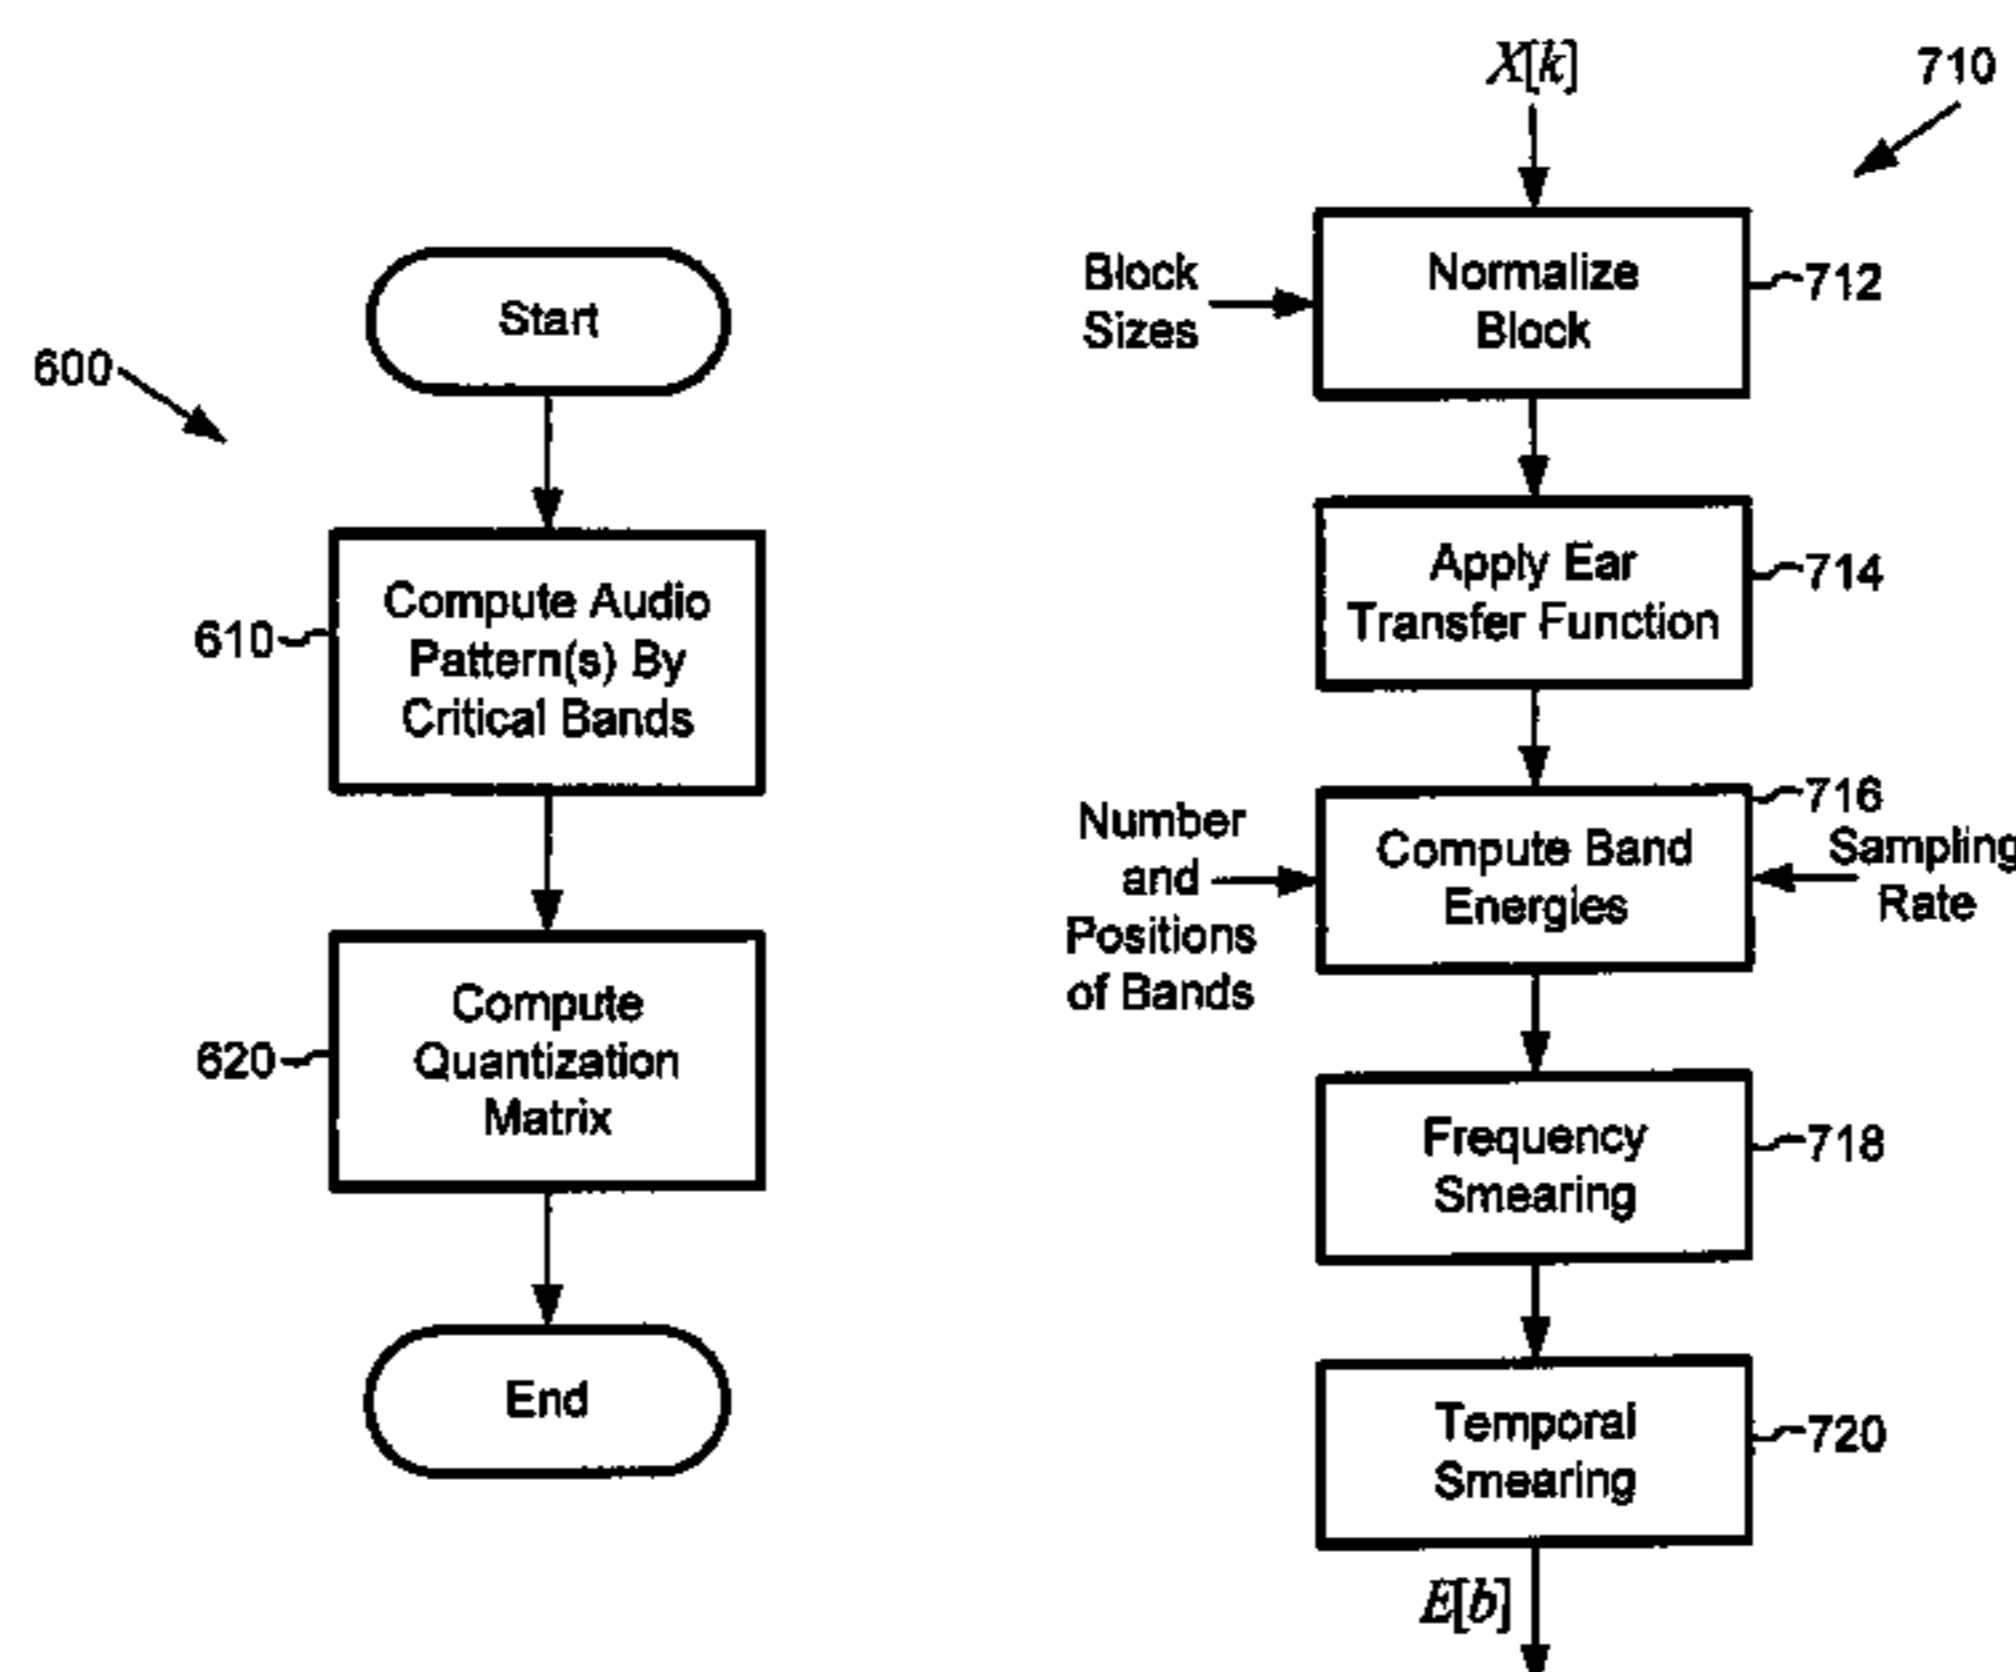 600
Start
610
Compute Audio
Pattern(s) By
Critical Bands
620
Compute
Quantization
Matrix
End
X[k]
710
Block
Sizes
Normalize
Block
712
Apply Ear
Transfer Function
714
Number
and
Positions
of Bands
Compute Band
Energies
716
Sampling
Rate
Frequency
Smearing
718
Temporal
Smearing
720
E[b]